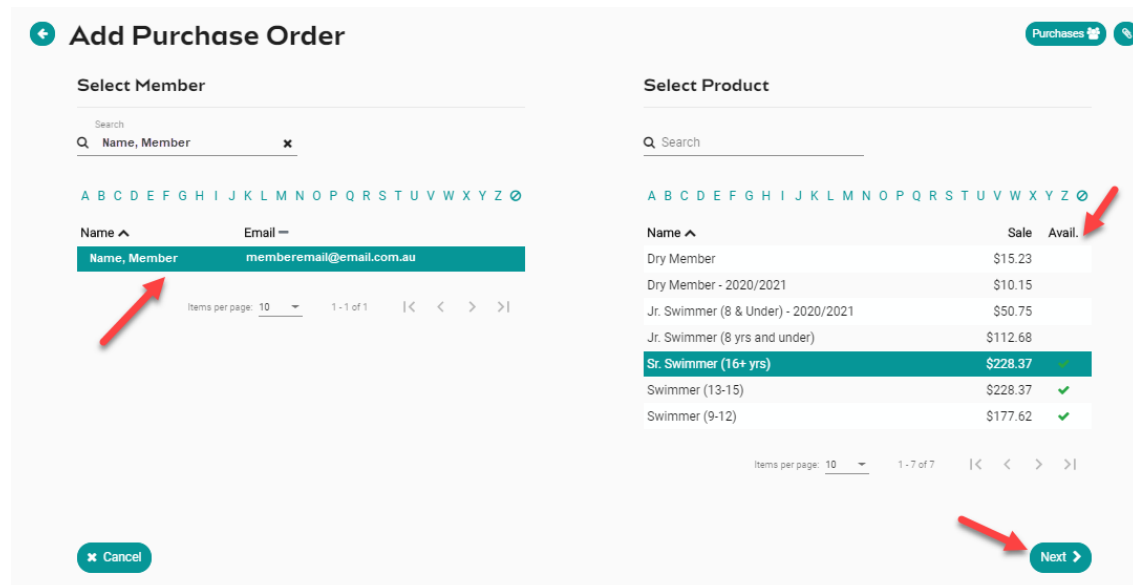 Add Purchase Order
Purchases
Select Member
Search
Name, Member
A B C D E F G H I J K L M N O P Q R S T U V W X Y Z
Name Email
Name, Member memberemail@email.com.au
Items per page: 10 1 - 1 of 1
Select Product
Search
A B C D E F G H I J K L M N O P Q R S T U V W X Y Z
Name Sale Avail.
Dry Member $15.23
Dry Member - 2020/2021 $10.15
Jr. Swimmer (8 & Under) - 2020/2021 $50.75
Jr. Swimmer (8 yrs and under) $112.68
Sr. Swimmer (16+ yrs) $228.37
Swimmer (13-15) $228.37
Swimmer (9-12) $177.62
Items per page: 10 1 - 7 of 7
Cancel
Next